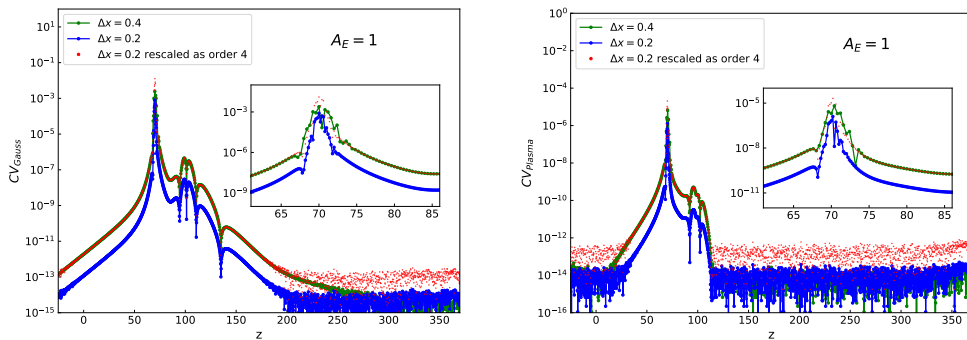 10⁰
10⁻¹
10⁻³
10⁻⁵
10⁻⁷
10⁻⁹
10⁻¹¹
10⁻¹³
10⁻¹⁵
CV_Gauss
Δx = 0.4
Δx = 0.2
Δx = 0.2 rescaled as order 4
A_E = 1
10⁻³
10⁻⁶
10⁻⁹
65 70 75 80 85
0 50 100 150 200 250 300 350
z
10⁰
10⁻²
10⁻⁴
10⁻⁶
10⁻⁸
10⁻¹⁰
10⁻¹²
10⁻¹⁴
10⁻¹⁶
CV_Plasma
Δx = 0.4
Δx = 0.2
Δx = 0.2 rescaled as order 4
A_E = 1
10⁻⁵
10⁻⁸
10⁻¹¹
65 70 75 80 85
0 50 100 150 200 250 300 350
z